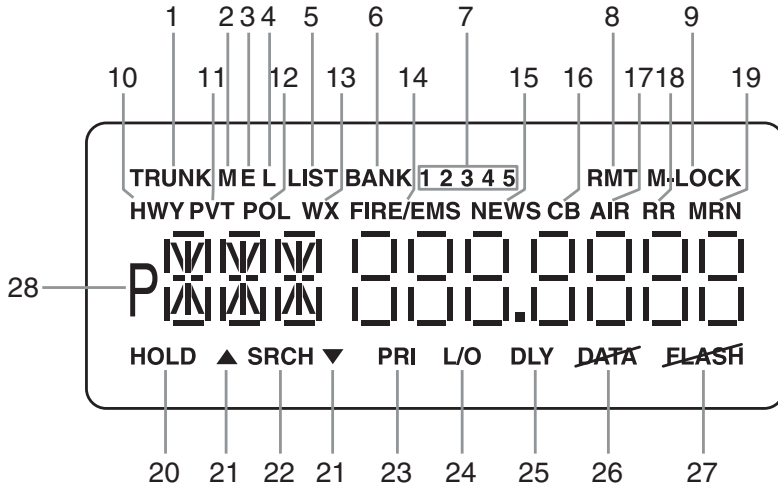 1 2 3 4 5 6 7 8 9
10 11 12 13 14 15 16 17 18 19
TRUNK M E L LIST BANK 1 2 3 4 5 RMT M-LOCK
HWY PVT POL WX FIRE/EMS NEWS CB AIR RR MRN
28 P
HOLD ▲ SRCH ▼ PRI L/O DLY DATA FLASH
20 21 22 21 23 24 25 26 27